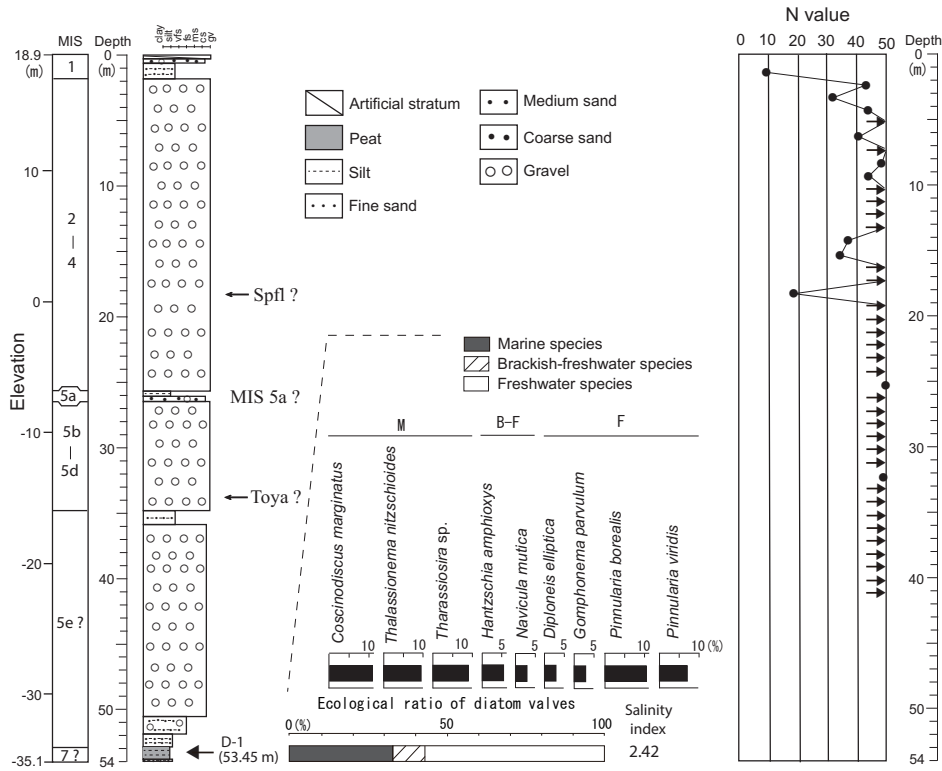 MIS
Depth
clay
silt
vfs
fs
ms
cs
gv
N value
Depth
18.9
(m)
10
0
-10
-20
-30
-35.1
Elevation
1
2
4
5a
5b
5d
5e ?
7 ?
0
(m)
10
20
30
40
50
54
Artificial stratum
Peat
Silt
Fine sand
Medium sand
Coarse sand
Gravel
Spfl ?
MIS 5a ?
Toya ?
D-1
(53.45 m)
Marine species
Brackish-freshwater species
Freshwater species
M
B-F
F
Coscinodiscus marginatus
Thalassionema nitzschioides
Tharassiosira sp.
Hantzschia amphioxys
Navicula mutica
Diploneis elliptica
Gomphonema parvulum
Pinnularia borealis
Pinnularia viridis
10
10
10
5
5
5
5
10
10 (%)
Ecological ratio of diatom valves
0 (%)
50
100
Salinity
index
2.42
0
10
20
30
40
50
0
(m)
10
20
30
40
50
54